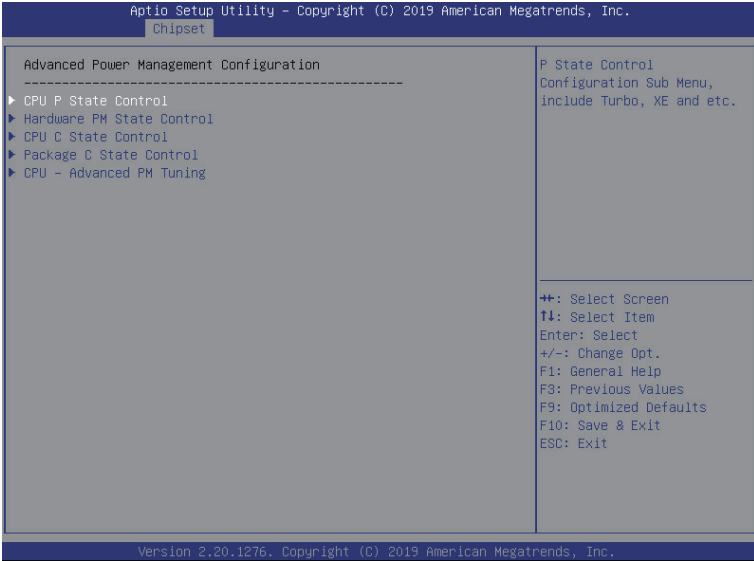 Aptio Setup Utility – Copyright (C) 2019 American Megatrends, Inc.
Chipset
Advanced Power Management Configuration
--------------------------------------------------
CPU P State Control
Hardware PM State Control
CPU C State Control
Package C State Control
CPU – Advanced PM Tuning
P State Control
Configuration Sub Menu,
include Turbo, XE and etc.
→←: Select Screen
↑↓: Select Item
Enter: Select
+/-: Change Opt.
F1: General Help
F3: Previous Values
F9: Optimized Defaults
F10: Save & Exit
ESC: Exit
Version 2.20.1276. Copyright (C) 2019 American Megatrends, Inc.